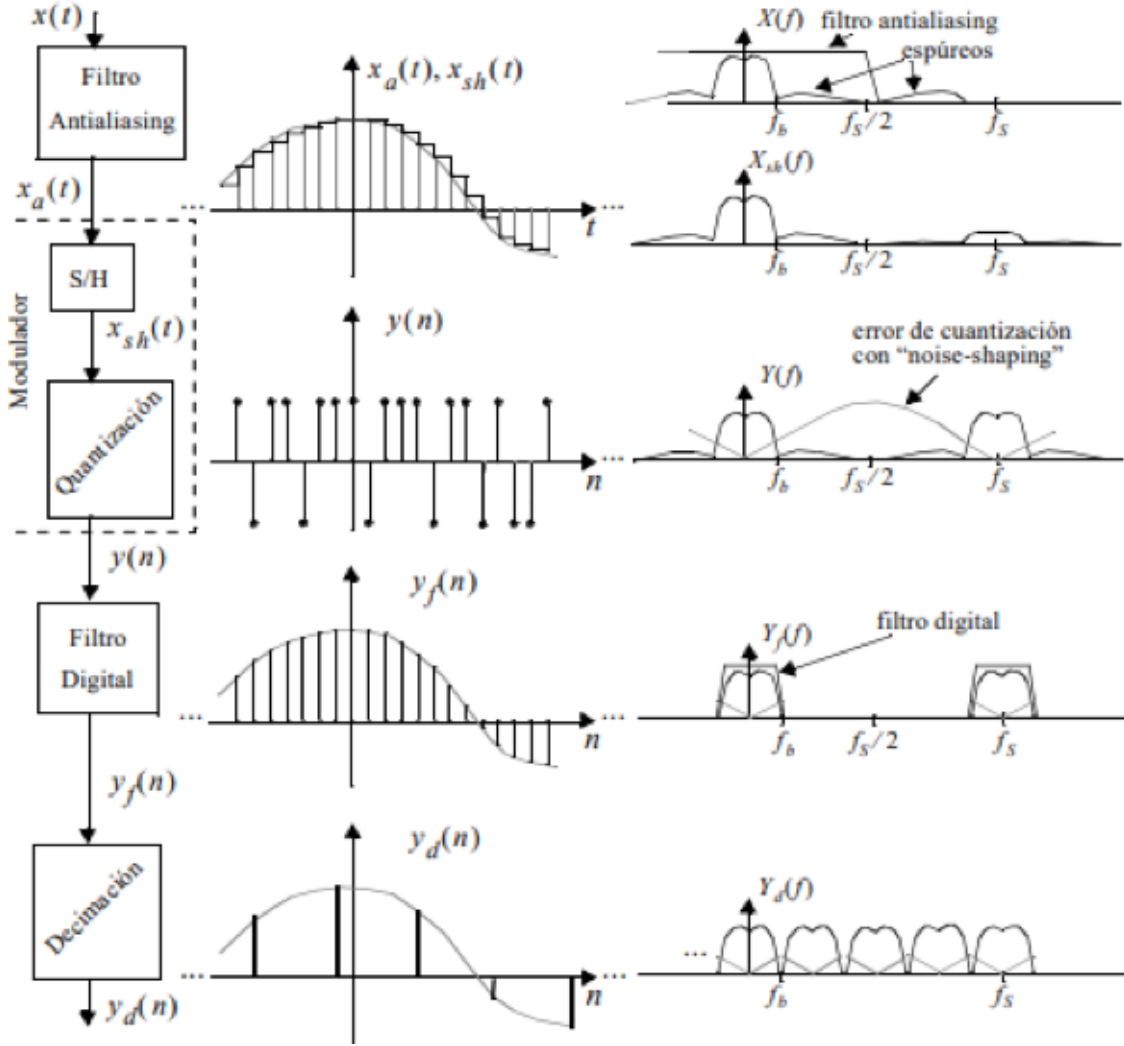 x(t)
Filtro
Antialiasing
x_a(t)
Modulador
S/H
x_sh(t)
Quantización
y(n)
Filtro
Digital
y_f(n)
Decimación
y_d(n)
x_a(t), x_sh(t)
...
t
...
y(n)
n
...
y_f(n)
...
n
...
y_d(n)
...
n
...
X(f)
filtro antialiasing
espúreos
f_b
f_S/2
f_S
X_sh(f)
f_b
f_S/2
f_S
error de cuantización
con “noise-shaping”
Y(f)
f_b
f_S/2
f_S
filtro digital
Y_f(f)
f_b
f_S/2
f_S
Y_d(f)
...
f_b
f_S/2
f_S